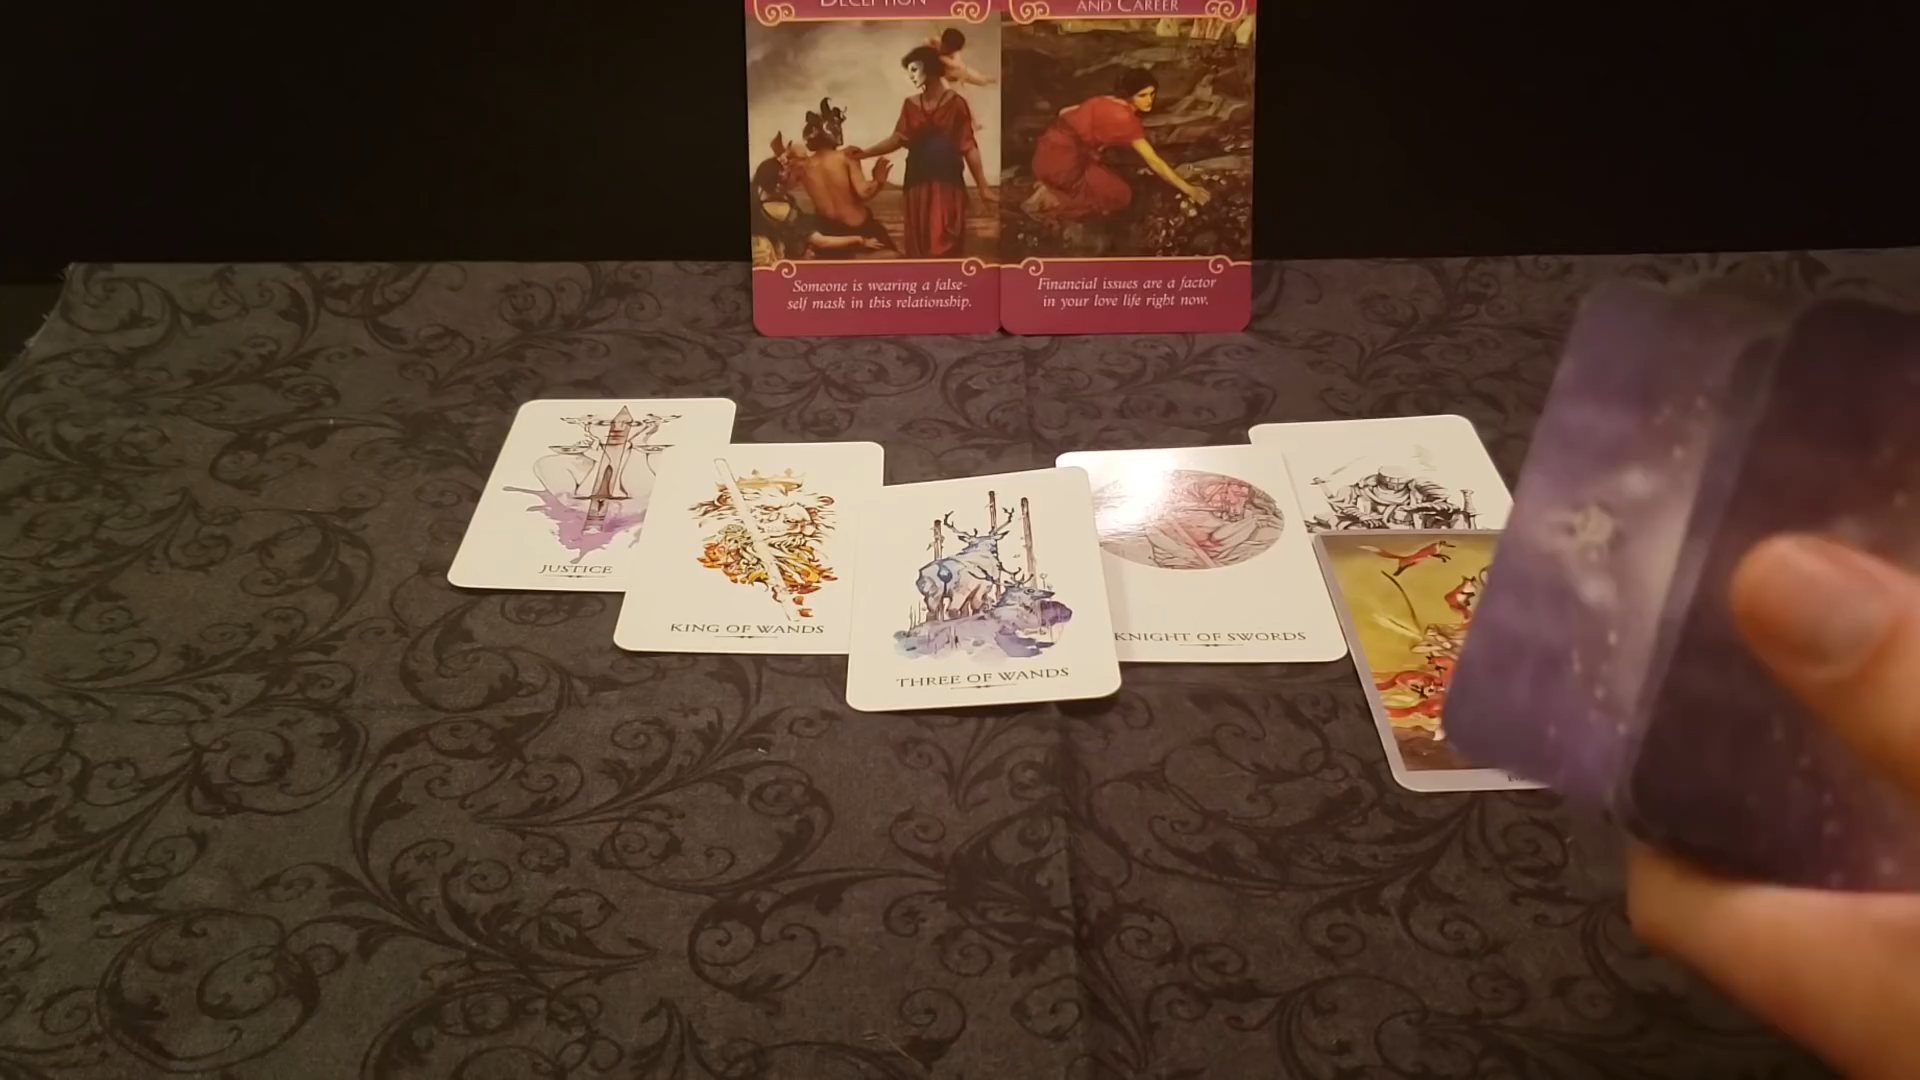 DECEPTION
AND CAREER
Someone is wearing a false-
self mask in this relationship.
Financial issues are a factor
in your love life right now.
JUSTICE
KING OF WANDS
THREE OF WANDS
KNIGHT OF SWORDS